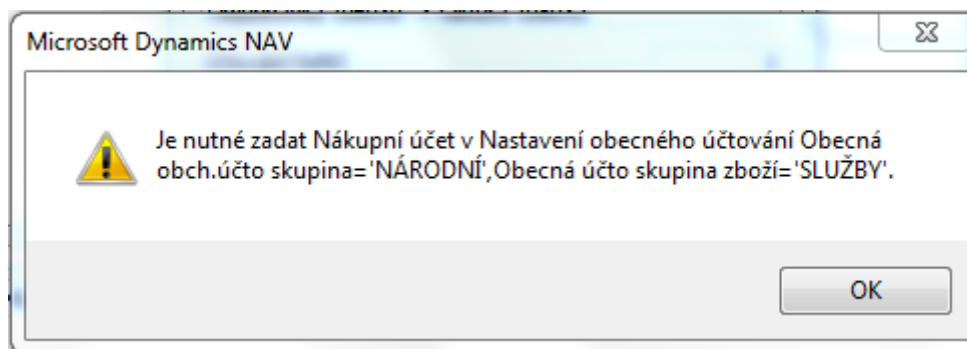 Microsoft Dynamics NAV
Je nutné zadat Nákupní účet v Nastavení obecného účtování Obecná
obch.účto skupina='NÁRODNÍ',Obecná účto skupina zboží='SLUŽBY'.
OK